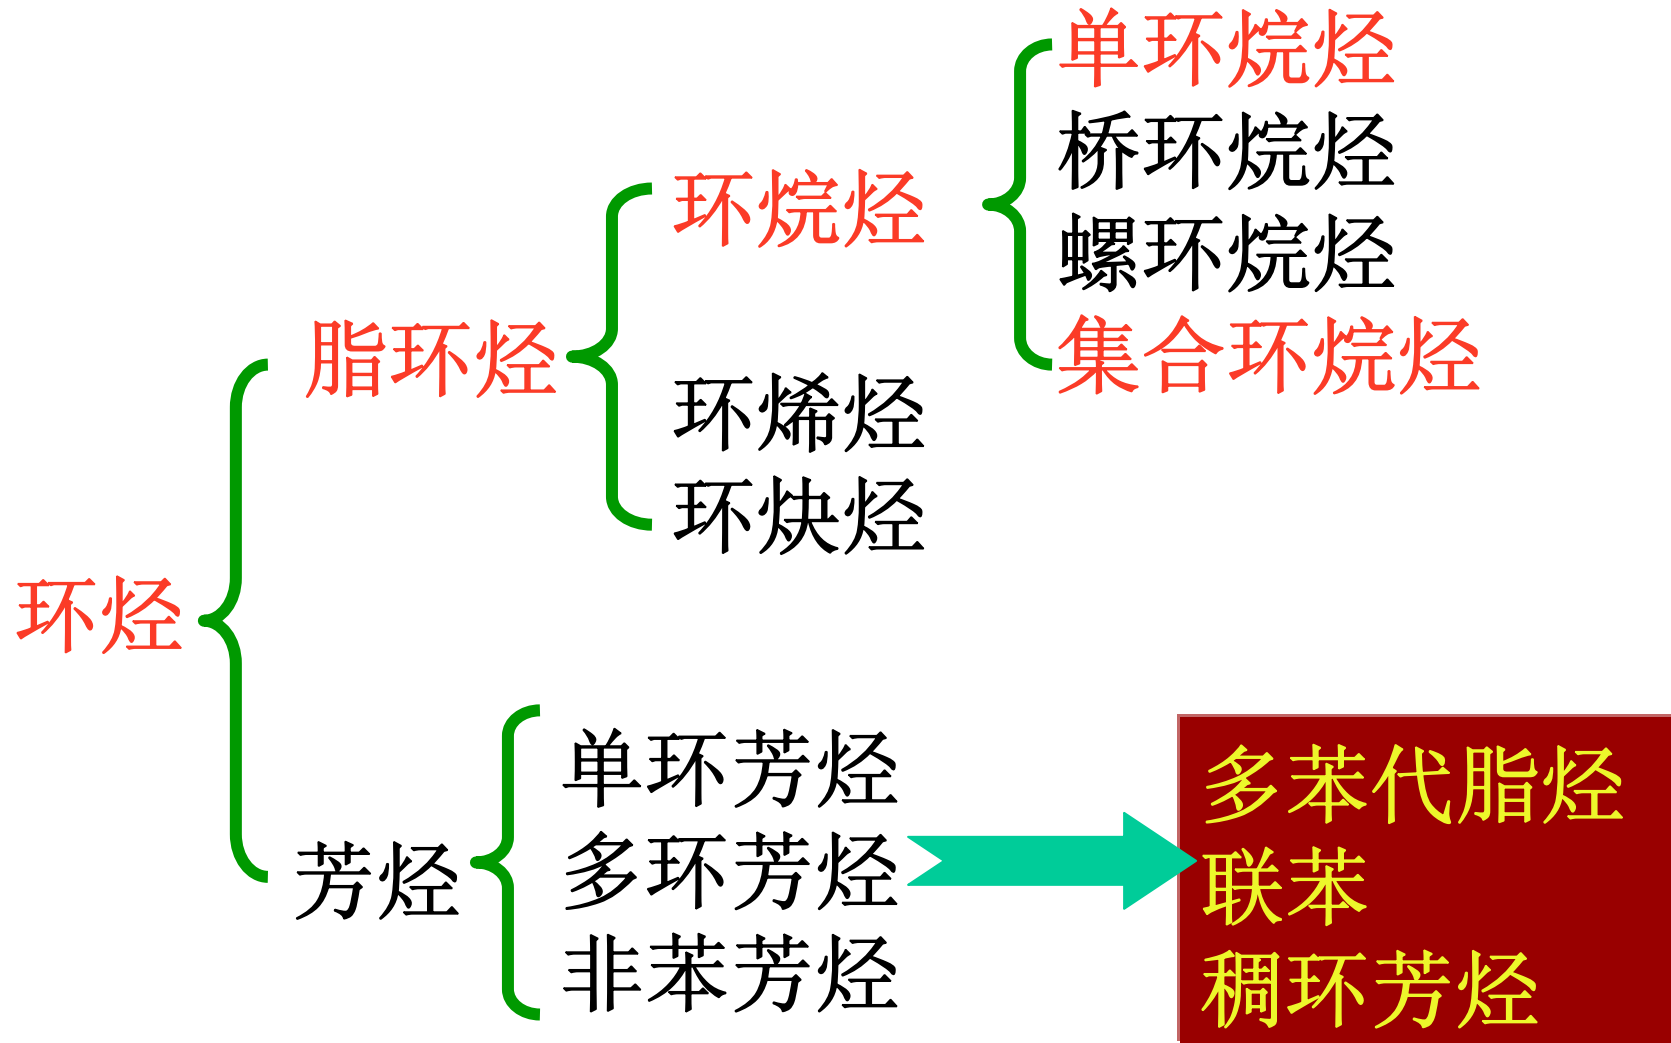 单环烷烃
桥环烷烃
螺环烷烃
集合环烷烃
环烷烃
环烯烃
环炔烃
脂环烃
环烃
芳烃
单环芳烃
多环芳烃
非苯芳烃
多苯代脂烃
联苯
稠环芳烃